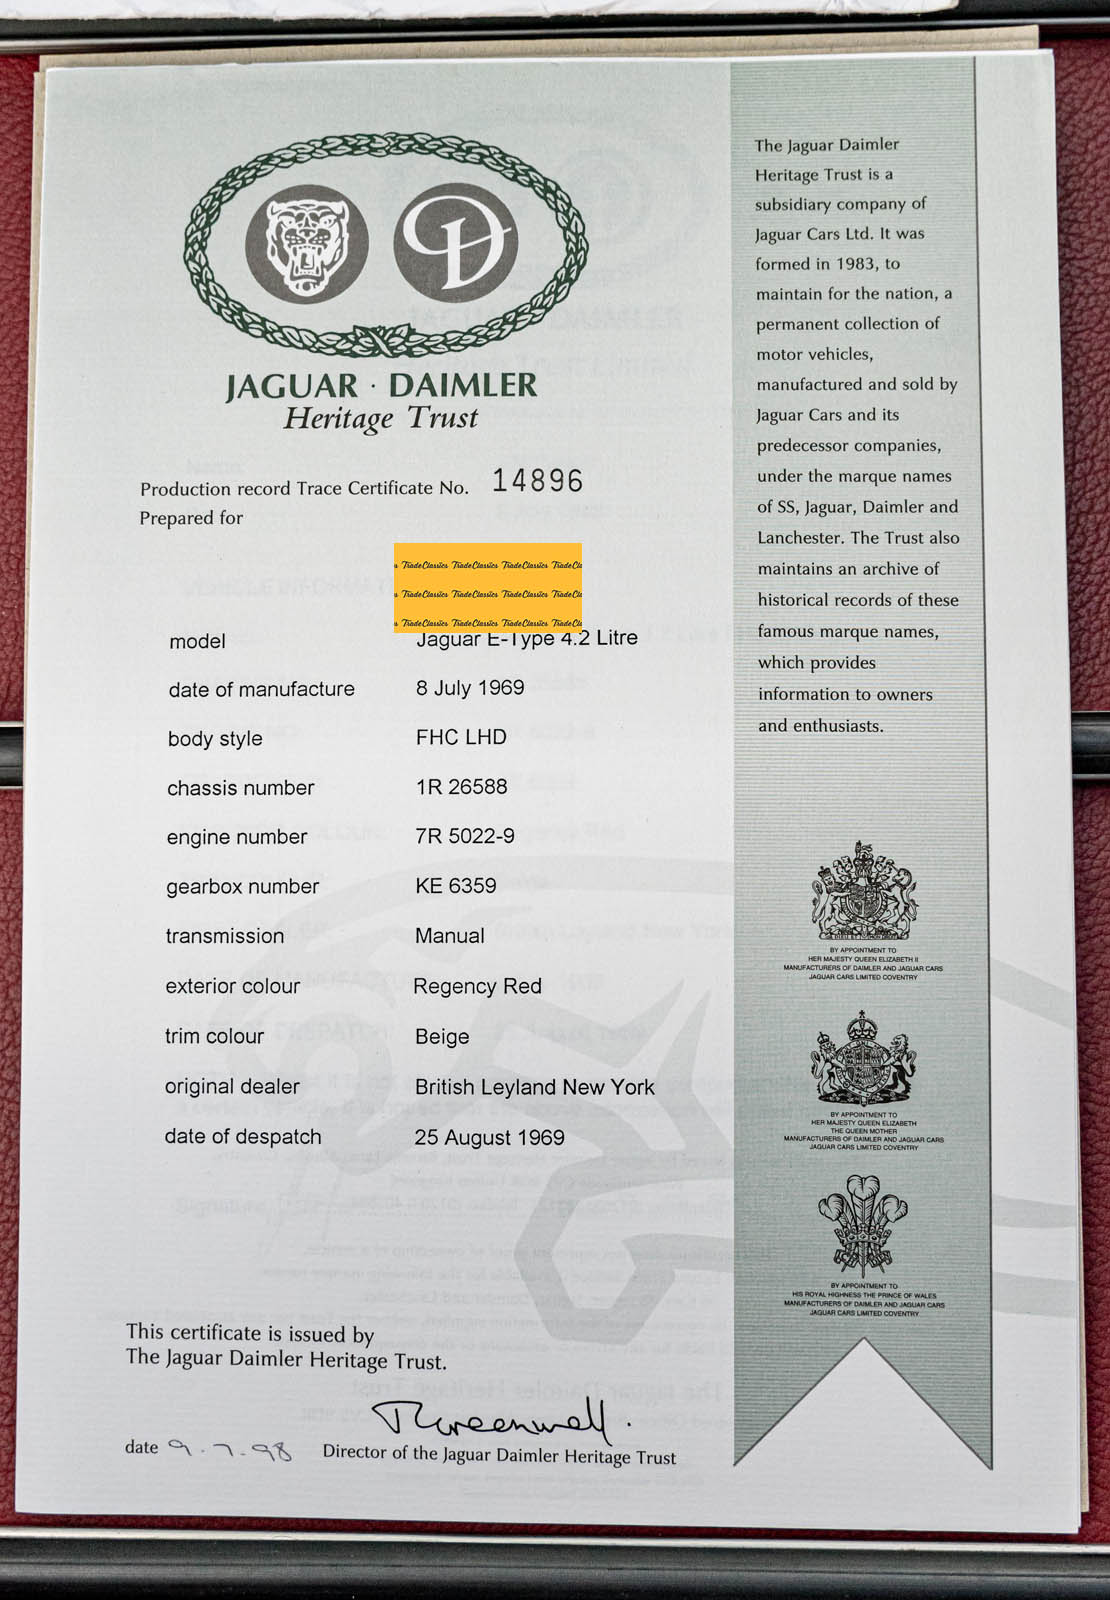 JAGUAR · DAIMLER
Heritage Trust
Production record Trace Certificate No. 14896
Prepared for
TradeClassics TradeClassics TradeClassics
TradeClassics TradeClassics TradeClassics
TradeClassics TradeClassics TradeClassics
model Jaguar E-Type 4.2 Litre
date of manufacture 8 July 1969
body style FHC LHD
chassis number 1R 26588
engine number 7R 5022-9
gearbox number KE 6359
transmission Manual
exterior colour Regency Red
trim colour Beige
original dealer British Leyland New York
date of despatch 25 August 1969
This certificate is issued by
The Jaguar Daimler Heritage Trust.
date 9.7.98 Director of the Jaguar Daimler Heritage Trust
The Jaguar Daimler
Heritage Trust is a
subsidiary company of
Jaguar Cars Ltd. It was
formed in 1983, to
maintain for the nation, a
permanent collection of
motor vehicles,
manufactured and sold by
Jaguar Cars and its
predecessor companies,
under the marque names
of SS, Jaguar, Daimler and
Lanchester. The Trust also
maintains an archive of
historical records of these
famous marque names,
which provides
information to owners
and enthusiasts.
BY APPOINTMENT TO
HER MAJESTY QUEEN ELIZABETH II
MANUFACTURERS OF DAIMLER AND JAGUAR CARS
JAGUAR CARS LIMITED COVENTRY
BY APPOINTMENT TO
HER MAJESTY QUEEN ELIZABETH
THE QUEEN MOTHER
MANUFACTURERS OF DAIMLER AND JAGUAR CARS
JAGUAR CARS LIMITED COVENTRY
BY APPOINTMENT TO
HIS ROYAL HIGHNESS THE PRINCE OF WALES
MANUFACTURERS OF DAIMLER AND JAGUAR CARS
JAGUAR CARS LIMITED COVENTRY